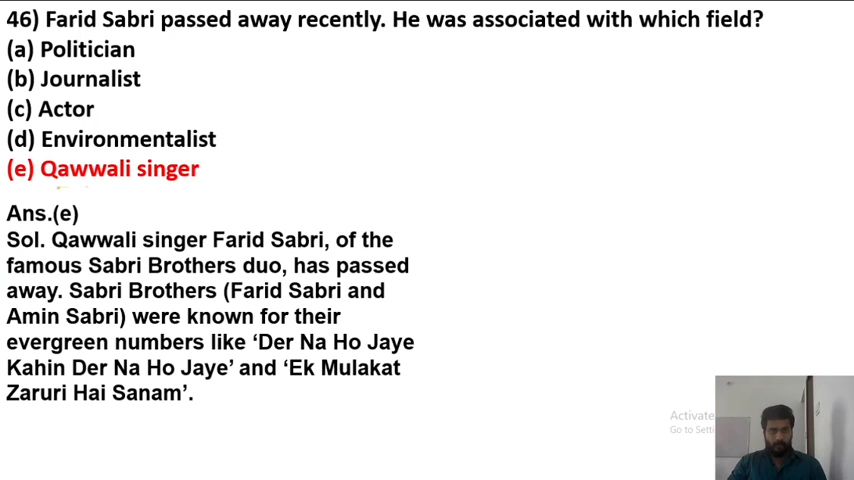 46) Farid Sabri passed away recently. He was associated with which field?
(a) Politician
(b) Journalist
(c) Actor
(d) Environmentalist
(e) Qawwali singer
Ans.(e)
Sol. Qawwali singer Farid Sabri, of the
famous Sabri Brothers duo, has passed
away. Sabri Brothers (Farid Sabri and
Amin Sabri) were known for their
evergreen numbers like ‘Der Na Ho Jaye
Kahin Der Na Ho Jaye’ and ‘Ek Mulakat
Zaruri Hai Sanam’.
Activate
Go to Setti